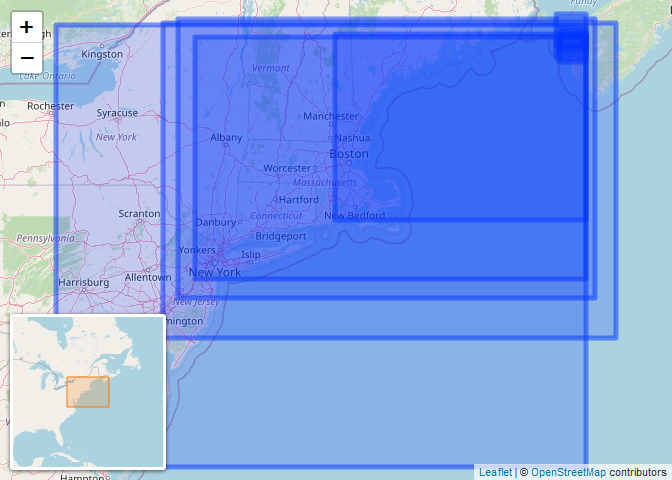 +
−
Kingston
Lake Ontario
Vermont
Rochester
Syracuse
Manchester
New York
Albany
Nashua
Boston
Worcester
Massachusetts
Hartford
Scranton
Connecticut
New Bedford
Danbury
Pennsylvania
Bridgeport
Yonkers
Islip
New York
Allentown
Harrisburg
New Jersey
mington
Hampton
Leaflet | © OpenStreetMap contributors